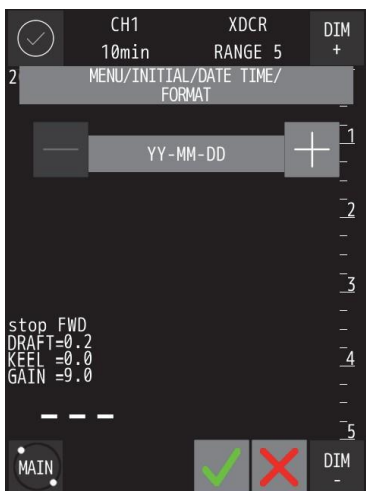 CH1 XDCR DIM
10min RANGE 5 +
2
MENU/INITIAL/DATE TIME/
FORMAT
1
YY-MM-DD
2
3
stop FWD
DRAFT=0.2
KEEL =0.0
GAIN =9.0
4
---
5
MAIN
DIM
-